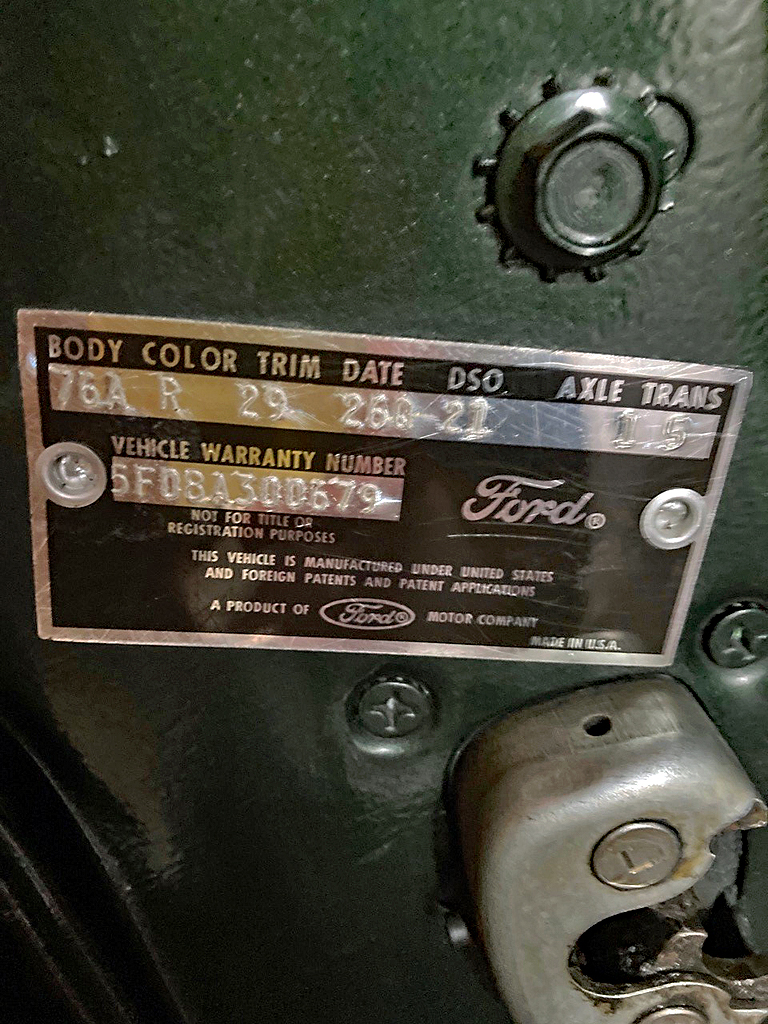 BODY COLOR TRIM DATE DSO AXLE TRANS
76A R 29 26G 21 1 5
VEHICLE WARRANTY NUMBER
5F08A300679
NOT FOR TITLE OR
REGISTRATION PURPOSES
Ford®
THIS VEHICLE IS MANUFACTURED UNDER UNITED STATES
AND FOREIGN PATENTS AND PATENT APPLICATIONS
A PRODUCT OF Ford® MOTOR COMPANY
MADE IN U.S.A.
L